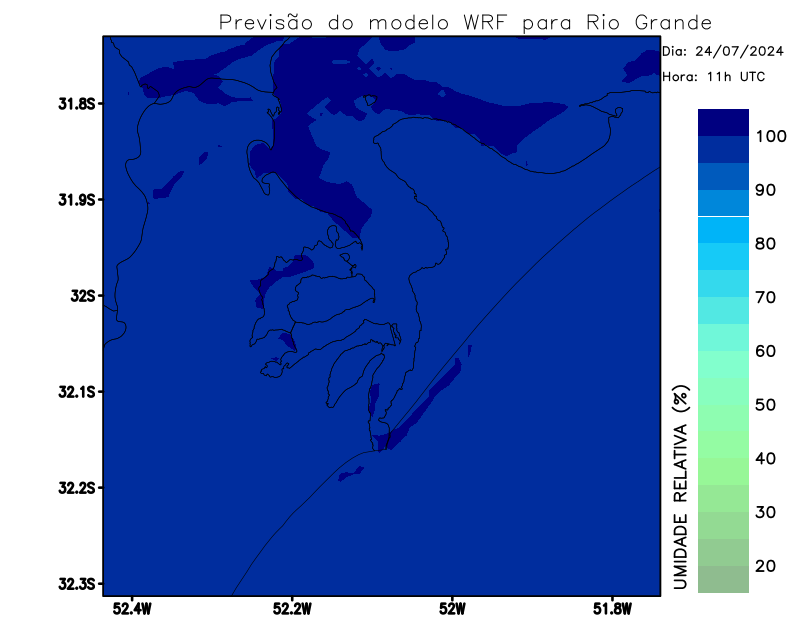 Previsão do modelo WRF para Rio Grande
Dia: 24/07/2024
Hora: 11h UTC
31.8S
31.9S
32S
32.1S
32.2S
32.3S
52.4W
52.2W
52W
51.8W
UMIDADE RELATIVA (%)
100
90
80
70
60
50
40
30
20